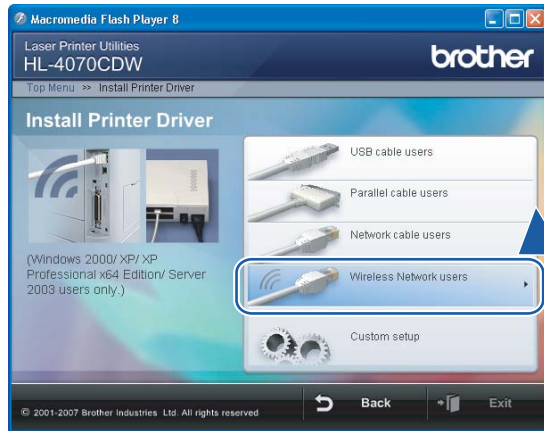 Macromedia Flash Player 8
Laser Printer Utilities
HL-4070CDW
brother
Top Menu >> Install Printer Driver
Install Printer Driver
USB cable users
Parallel cable users
Network cable users
(Windows 2000/ XP/ XP
Professional x64 Edition/ Server
2003 users only.)
Wireless Network users
Custom setup
© 2001-2007 Brother Industries Ltd. All rights reserved
Back
Exit